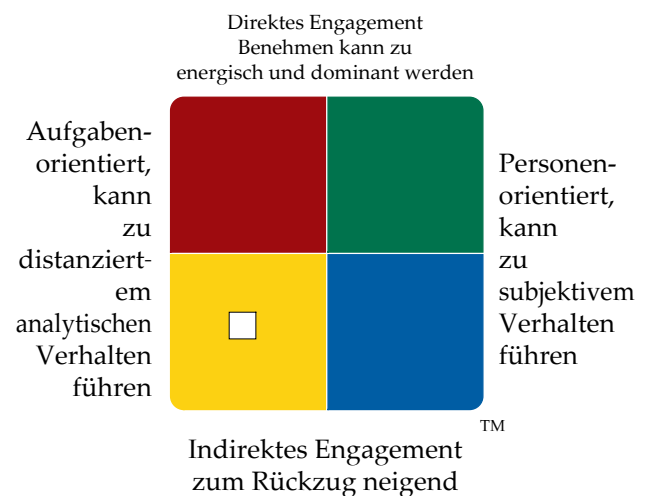 Direktes Engagement
Benehmen kann zu
energisch und dominant werden
Aufgaben-
orientiert,
kann
zu
distanziert-
em
analytischen
Verhalten
führen
Personen-
orientiert,
kann
zu
subjektivem
Verhalten
führen
TM
Indirektes Engagement
zum Rückzug neigend